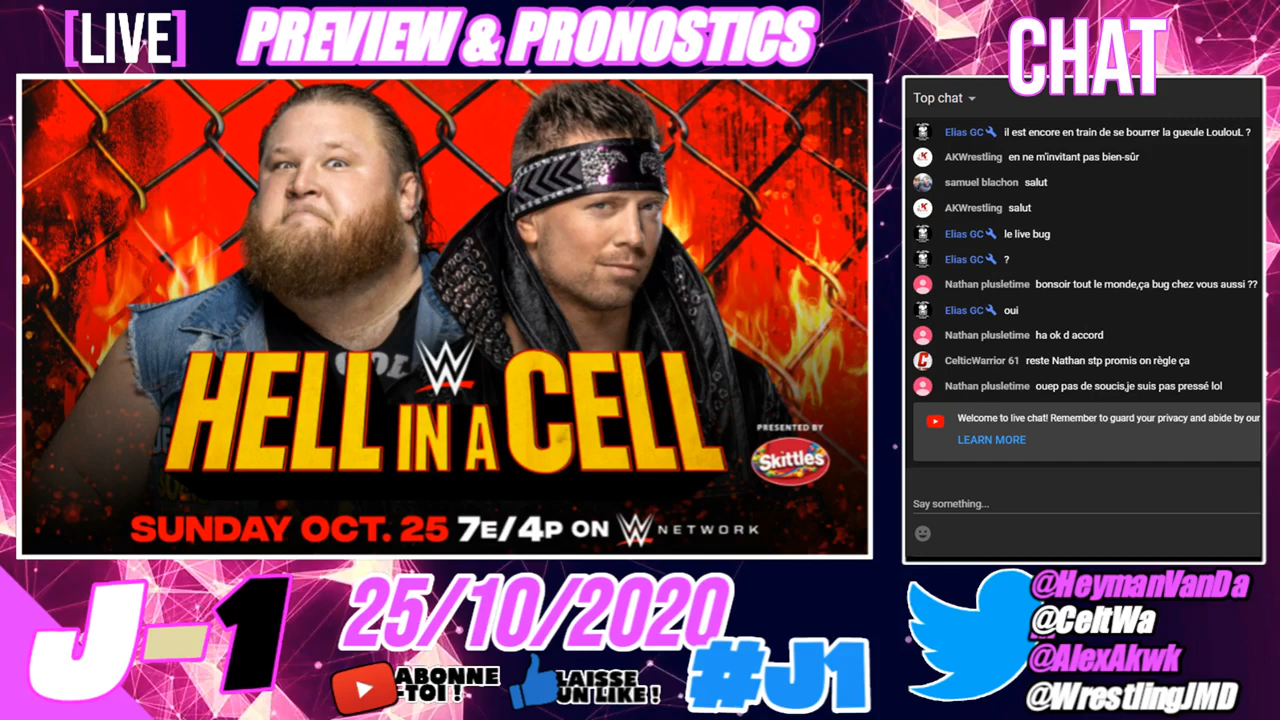 [LIVE]
PREVIEW & PRONOSTICS
CHAT
HELL IN A CELL
PRESENTED BY
Skittles
SUNDAY OCT. 25 7E/4P ON W NETWORK
Top chat
Elias GC il est encore en train de se bourrer la gueule LoulouL ?
AKWrestling en ne m'invitant pas bien-sûr
samuel blachon salut
AKWrestling salut
Elias GC le live bug
Elias GC ?
Nathan plusletime bonsoir tout le monde,ça bug chez vous aussi ??
Elias GC oui
Nathan plusletime ha ok d accord
CelticWarrior 61 reste Nathan stp promis on règle ça
Nathan plusletime ouep pas de soucis,je suis pas pressé lol
Welcome to live chat! Remember to guard your privacy and abide by our
LEARN MORE
Say something...
J-1
25/10/2020
ABONNE
-TOI !
LAISSE
UN LIKE !
#J1
@HeymanVanDa
@CeltWa
@AlexAkwk
@WrestlingJMD